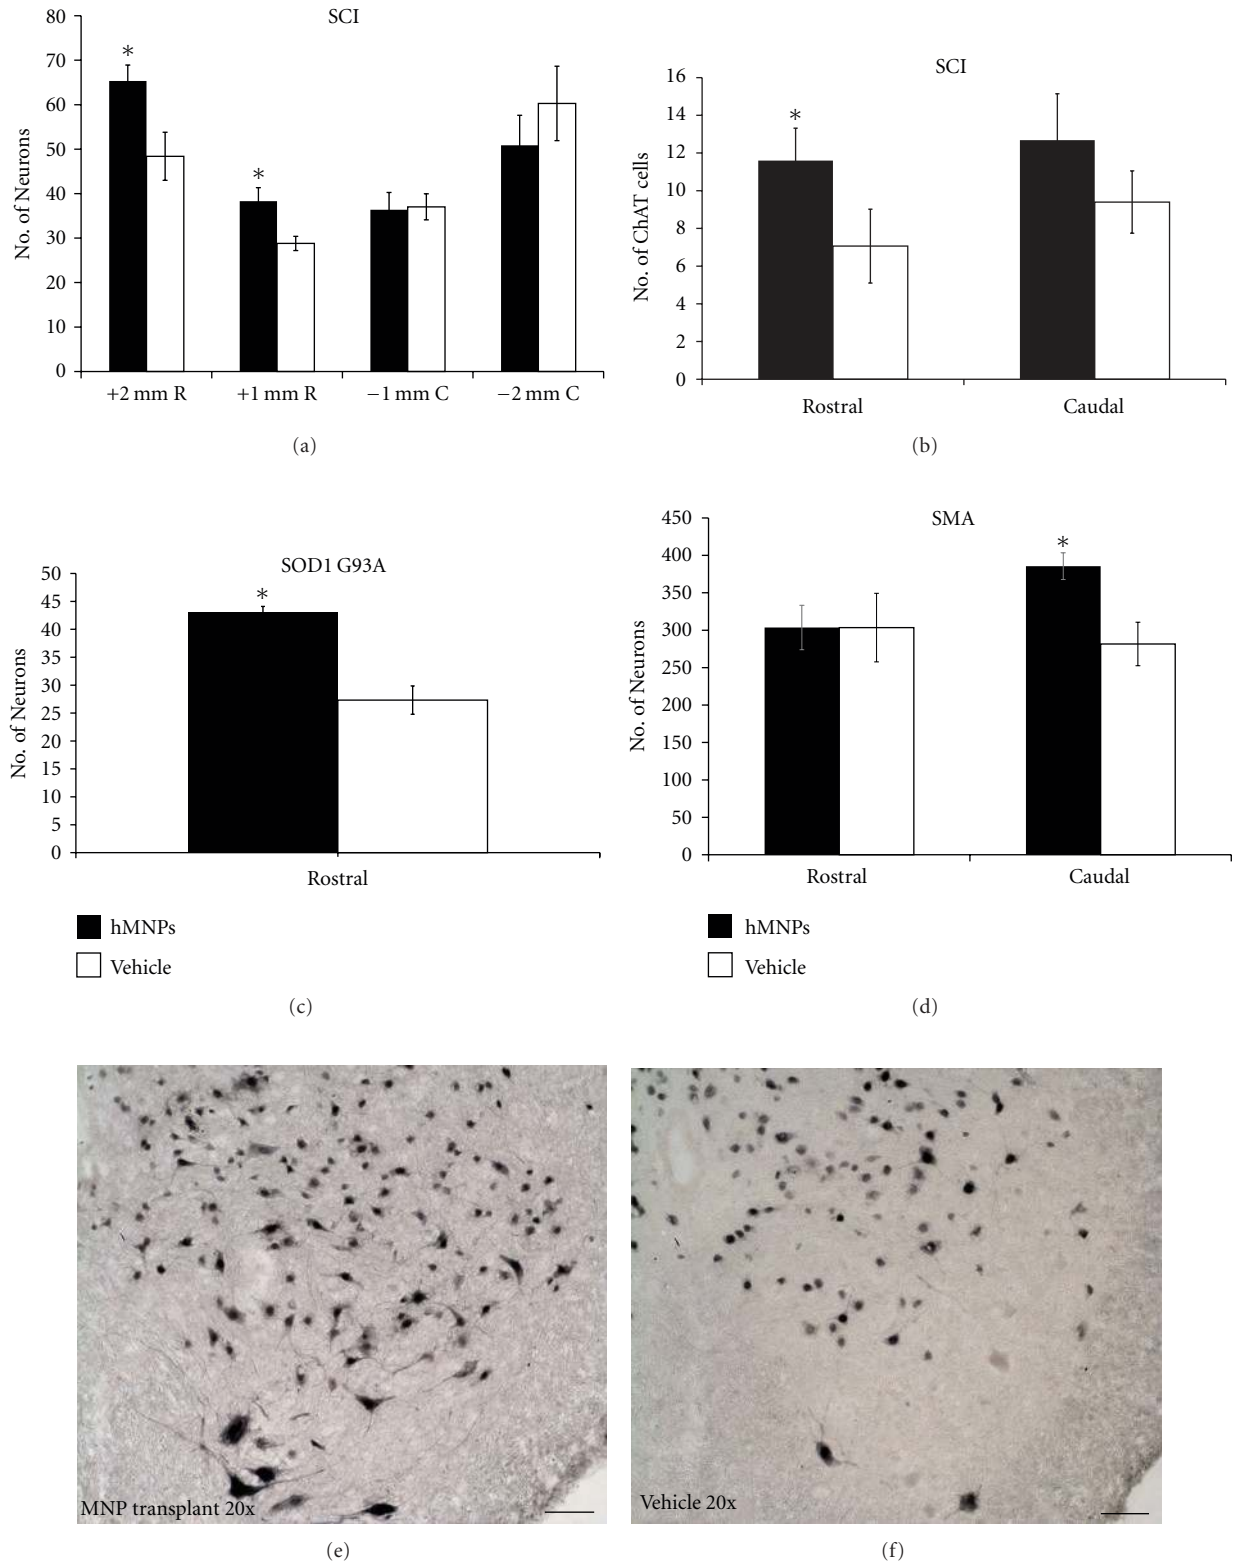 SCI
80
70
60
50
40
30
20
10
0
No. of Neurons
*
*
+2 mm R
+1 mm R
−1 mm C
−2 mm C
(a)
SCI
16
14
12
10
8
6
4
2
0
No. of ChAT cells
*
Rostral
Caudal
(b)
SOD1 G93A
50
45
40
35
30
25
20
15
10
5
0
No. of Neurons
*
Rostral
hMNPs
Vehicle
(c)
SMA
450
400
350
300
250
200
150
100
50
0
No. of Neurons
*
Rostral
Caudal
hMNPs
Vehicle
(d)
MNP transplant 20x
(e)
Vehicle 20x
(f)